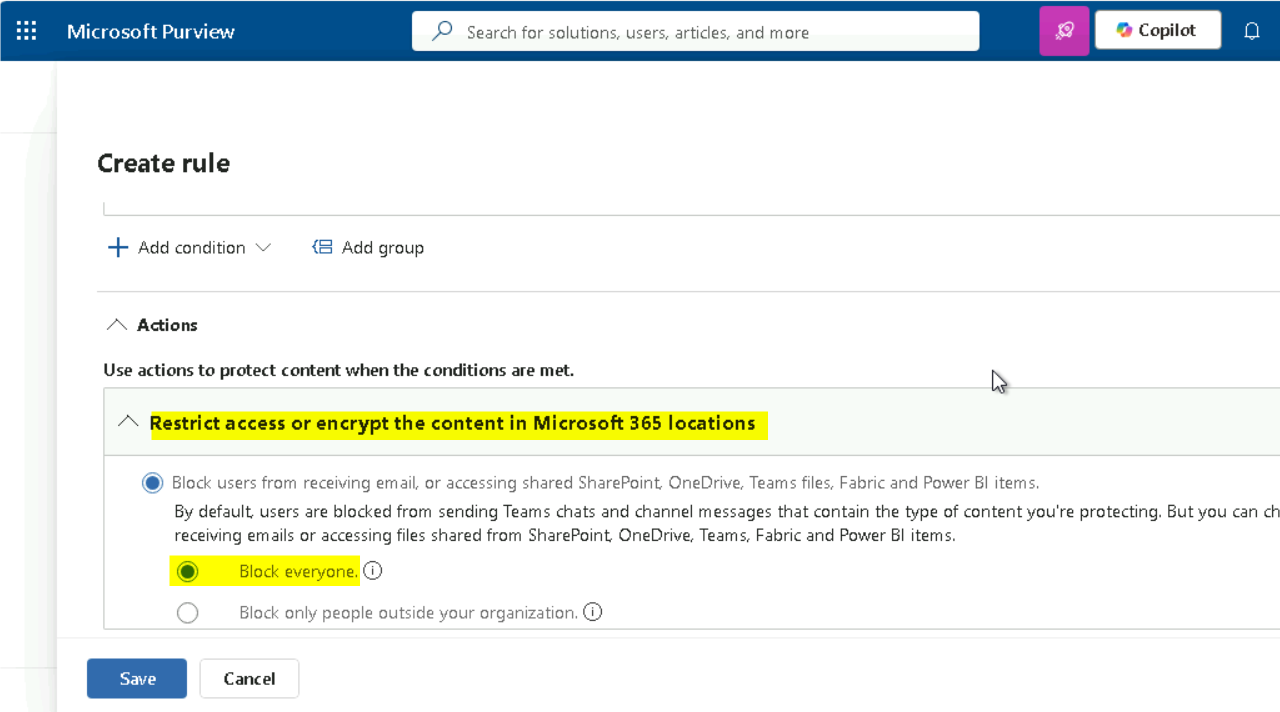 Microsoft Purview
Search for solutions, users, articles, and more
Copilot
Create rule
Add condition
Add group
Actions
Use actions to protect content when the conditions are met.
Restrict access or encrypt the content in Microsoft 365 locations
Block users from receiving email, or accessing shared SharePoint, OneDrive, Teams files, Fabric and Power BI items.
By default, users are blocked from sending Teams chats and channel messages that contain the type of content you're protecting. But you can ch
receiving emails or accessing files shared from SharePoint, OneDrive, Teams, Fabric and Power BI items.
Block everyone.
Block only people outside your organization.
Save
Cancel